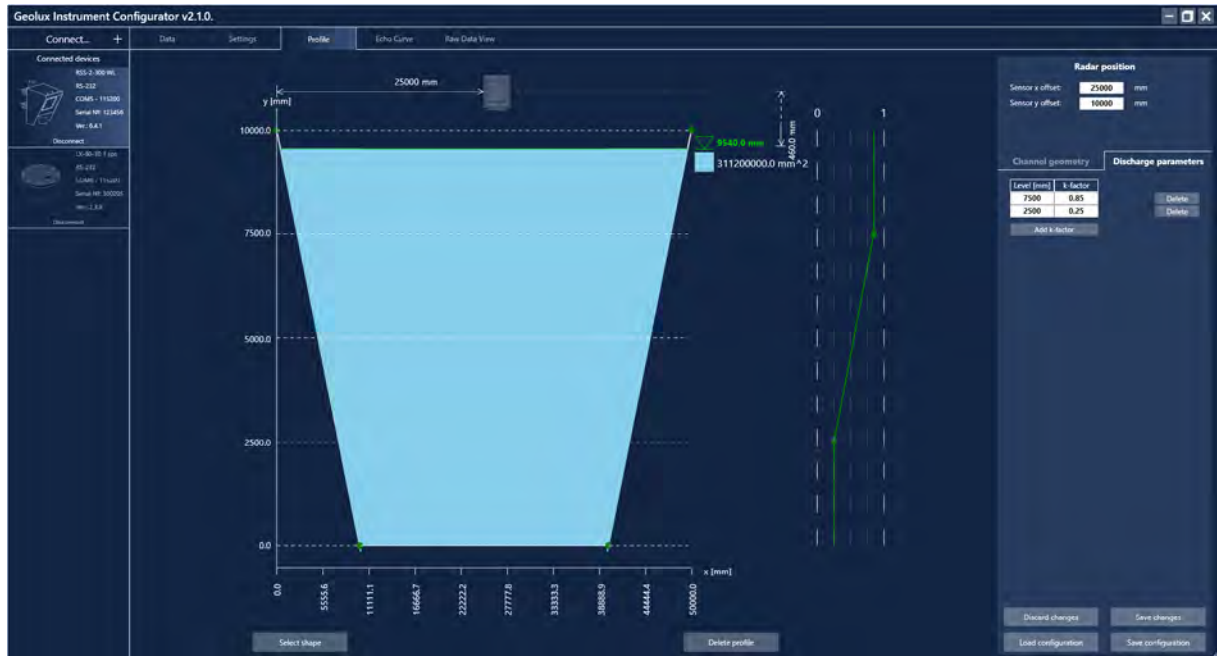 Geolux Instrument Configurator v2.1.0.
Connect... +
Data
Settings
Profile
Echo Curve
Raw Data View
Connected devices
RSS-2-300 WL
RS-232
COM5 - 115200
Serial Nº: 123456
Ver.: 6.4.1
Disconnect
RS-232
Disconnect
25000 mm
y [mm]
10000.0
7500.0
5000.0
2500.0
0.0
9540.0 mm
311200000.0 mm^2
460.0 mm
0 1
x [mm]
0.0
5555.6
11111.1
16666.7
22222.2
27777.8
33333.3
38888.9
44444.4
50000.0
Select shape
Delete profile
Radar position
Sensor x offset: 25000 mm
Sensor y offset: 10000 mm
Channel geometry
Discharge parameters
Level [mm] k-factor
7500 0.85 Delete
2500 0.25 Delete
Add k-factor
Discard changes
Save changes
Load configuration
Save configuration